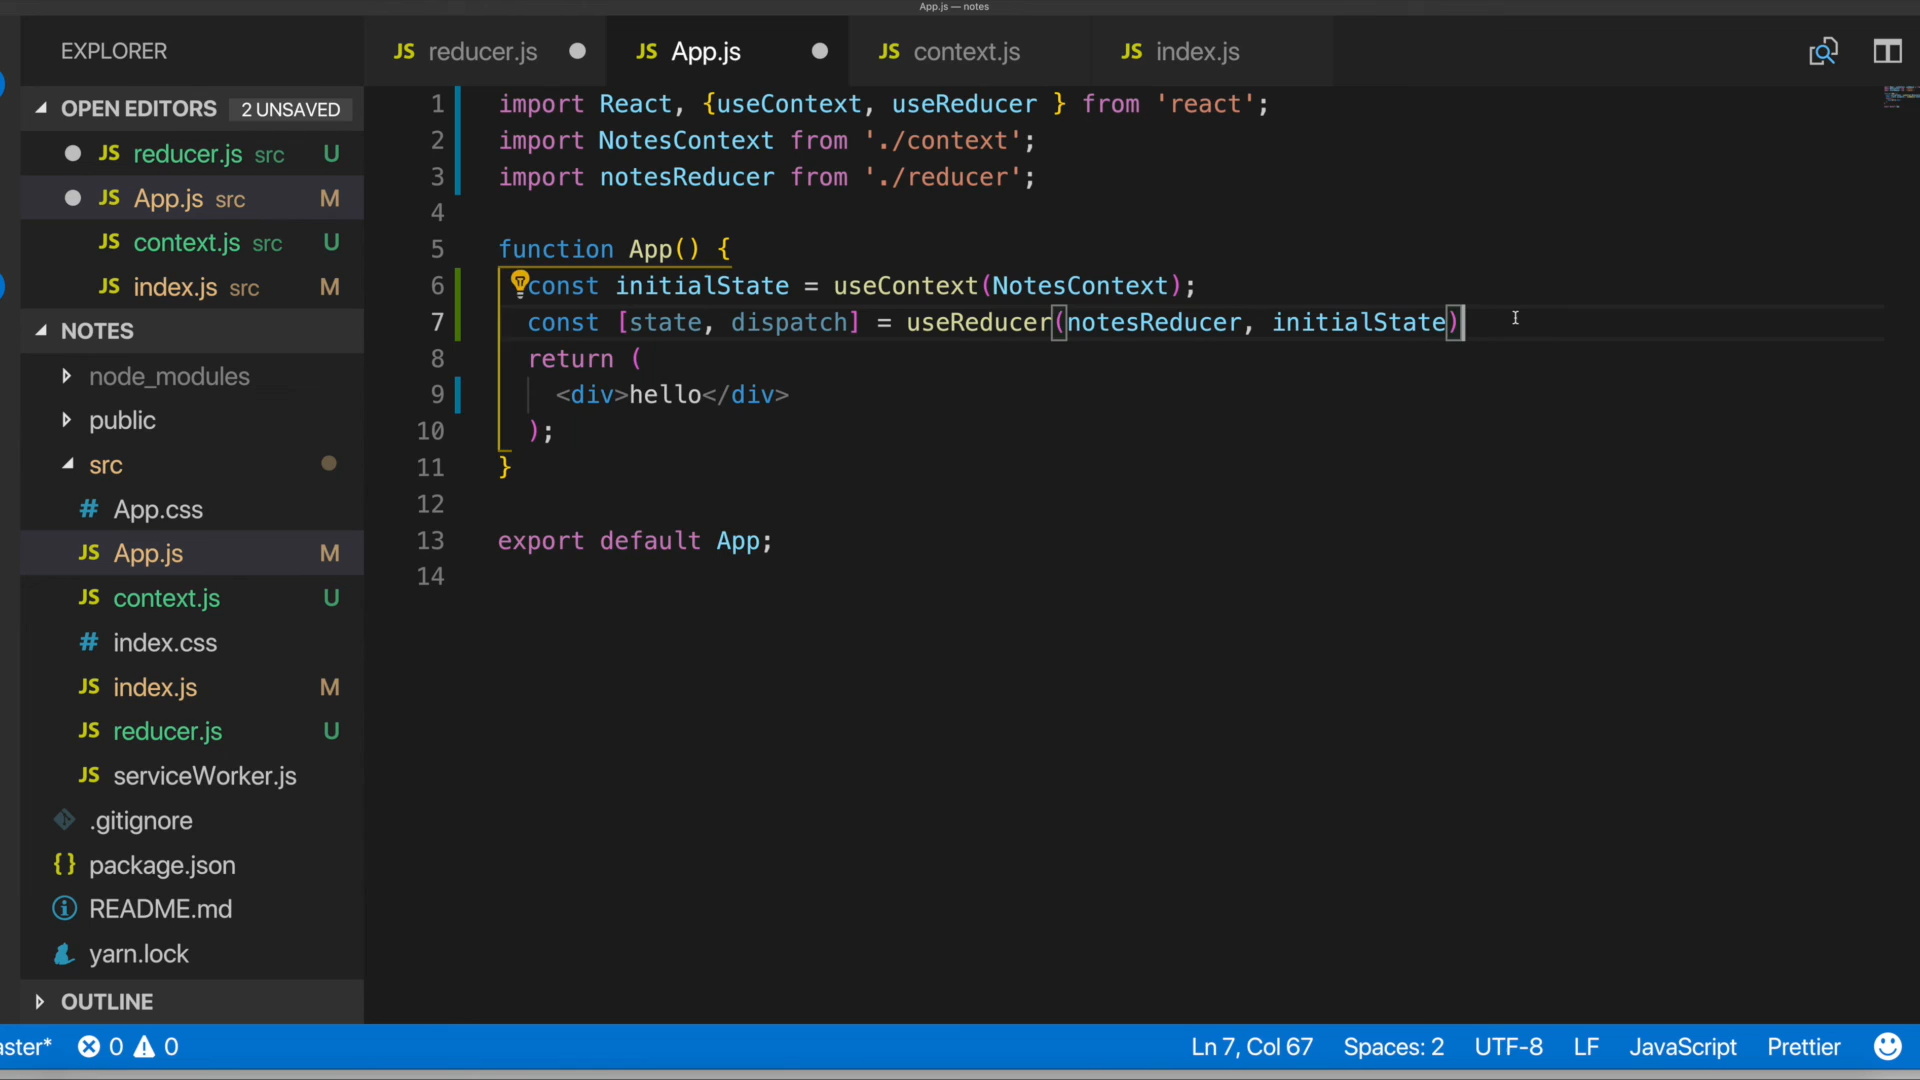 App.js — notes
EXPLORER
JS reducer.js
JS App.js
JS context.js
JS index.js
OPEN EDITORS 2 UNSAVED
JS reducer.js src U
JS App.js src M
JS context.js src U
JS index.js src M
NOTES
node_modules
public
src
# App.css
JS App.js M
JS context.js U
# index.css
JS index.js M
JS reducer.js U
JS serviceWorker.js
.gitignore
{} package.json
README.md
yarn.lock
OUTLINE
1 import React, {useContext, useReducer } from 'react';
2 import NotesContext from './context';
3 import notesReducer from './reducer';
4
5 function App() {
6 const initialState = useContext(NotesContext);
7 const [state, dispatch] = useReducer(notesReducer, initialState)
8 return (
9 <div>hello</div>
10 );
11 }
12
13 export default App;
14
aster* 0 0 Ln 7, Col 67 Spaces: 2 UTF-8 LF JavaScript Prettier